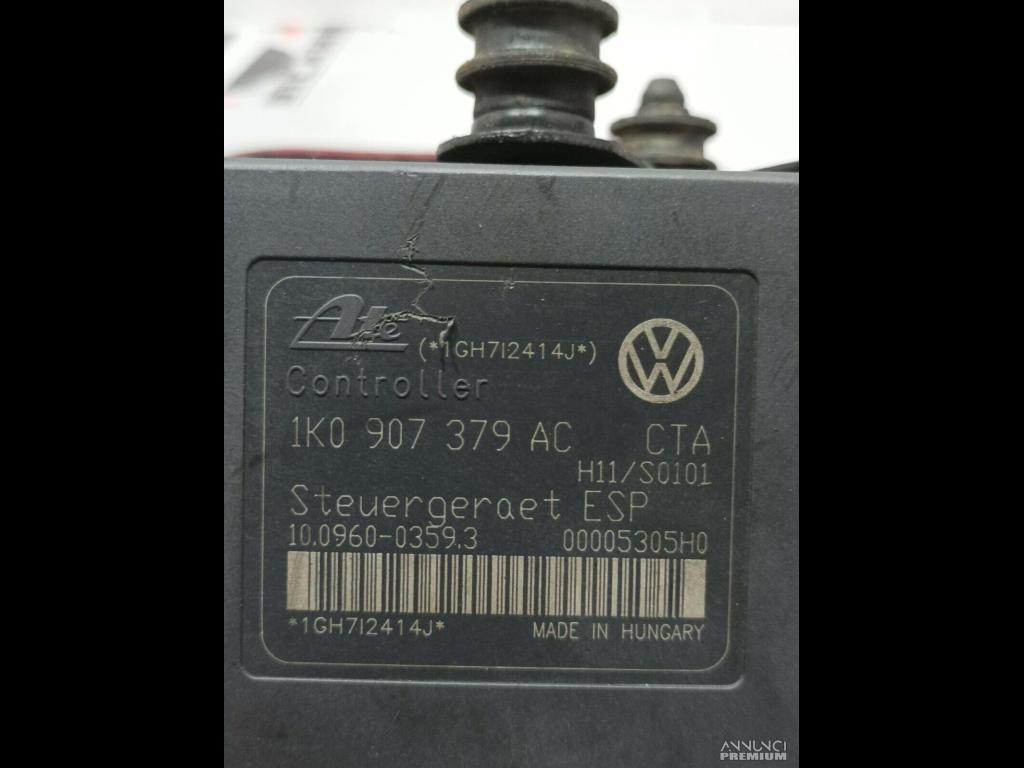 Ate
(*1GH7I2414J*)
Controller
1K0 907 379 AC CTA
H11/S0101
Steuergeraet ESP
10.0960-0359.3 00005305H0
*1GH7I2414J* MADE IN HUNGARY
ANNUNCI
PREMIUM